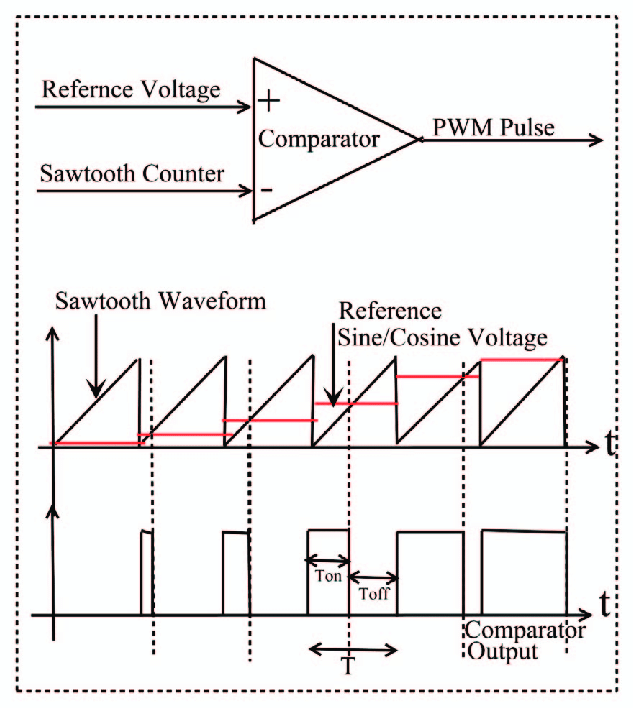 Refernce Voltage
+
Comparator
PWM Pulse
Sawtooth Counter
-
Sawtooth Waveform
Reference
Sine/Cosine Voltage
t
Ton
Toff
t
Comparator
Output
T